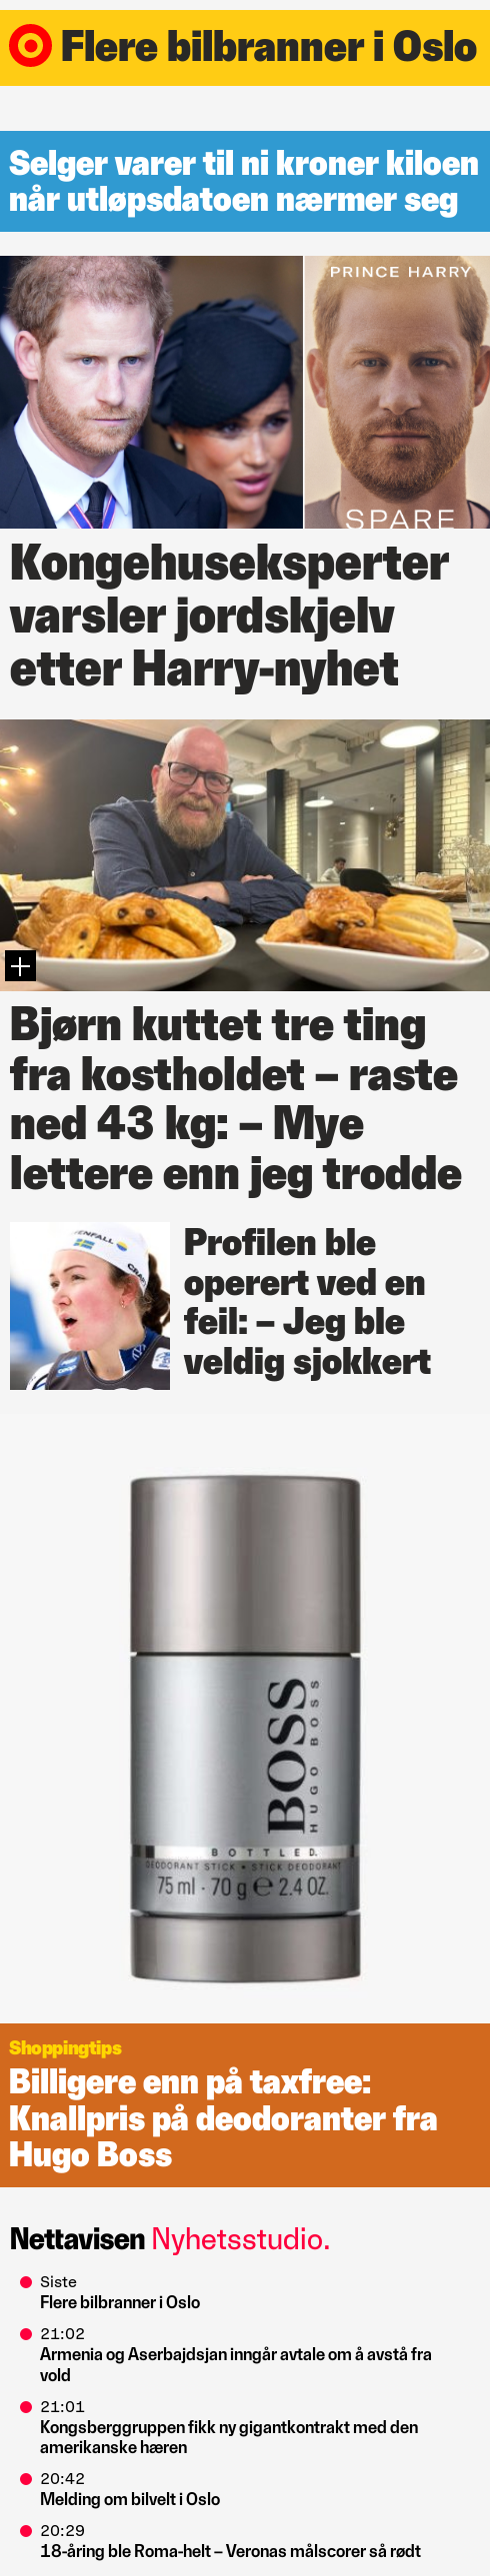 Flere bilbranner i Oslo
Selger varer til ni kroner kiloen
når utløpsdatoen nærmer seg
PRINCE HARRY
SPARE
Kongehuseksperter
varsler jordskjelv
etter Harry-nyhet
Bjørn kuttet tre ting
fra kostholdet – raste
ned 43 kg: – Mye
lettere enn jeg trodde
Profilen ble
operert ved en
feil: – Jeg ble
veldig sjokkert
BOSS
HUGO BOSS
BOTTLED.
DEODORANT STICK • STICK DEODORANT
75 ml · 70 g ℮ 2.4 OZ.
Shoppingtips
Billigere enn på taxfree:
Knallpris på deodoranter fra
Hugo Boss
Nettavisen Nyhetsstudio.
Siste
Flere bilbranner i Oslo
21:02
Armenia og Aserbajdsjan inngår avtale om å avstå fra
vold
21:01
Kongsberggruppen fikk ny gigantkontrakt med den
amerikanske hæren
20:42
Melding om bilvelt i Oslo
20:29
18-åring ble Roma-helt – Veronas målscorer så rødt